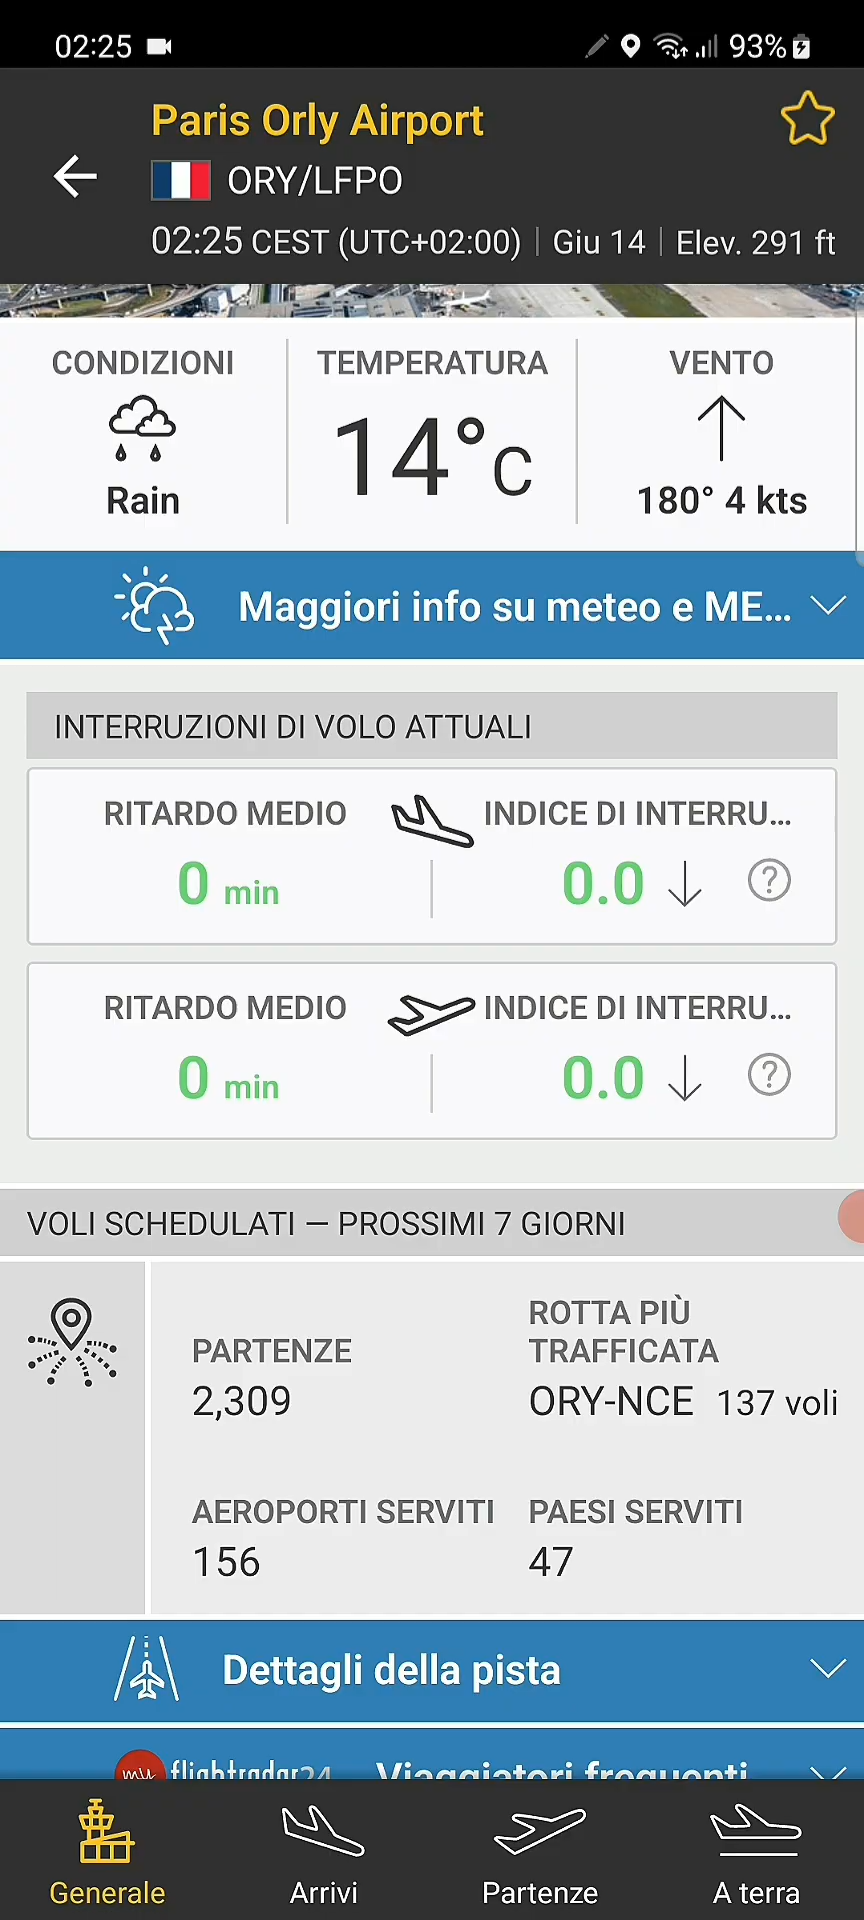 02:25 93%
Paris Orly Airport
ORY/LFPO
02:25 CEST (UTC+02:00) | Giu 14 | Elev. 291 ft
CONDIZIONI TEMPERATURA VENTO
14°C
Rain 180° 4 kts
Maggiori info su meteo e ME...
INTERRUZIONI DI VOLO ATTUALI
RITARDO MEDIO INDICE DI INTERRU...
0 min 0.0 ?
RITARDO MEDIO INDICE DI INTERRU...
0 min 0.0 ?
VOLI SCHEDULATI – PROSSIMI 7 GIORNI
PARTENZE
2,309
ROTTA PIÙ
TRAFFICATA
ORY-NCE 137 voli
AEROPORTI SERVITI PAESI SERVITI
156 47
Dettagli della pista
my flightradar24 Viaggiatori frequenti
Generale Arrivi Partenze A terra